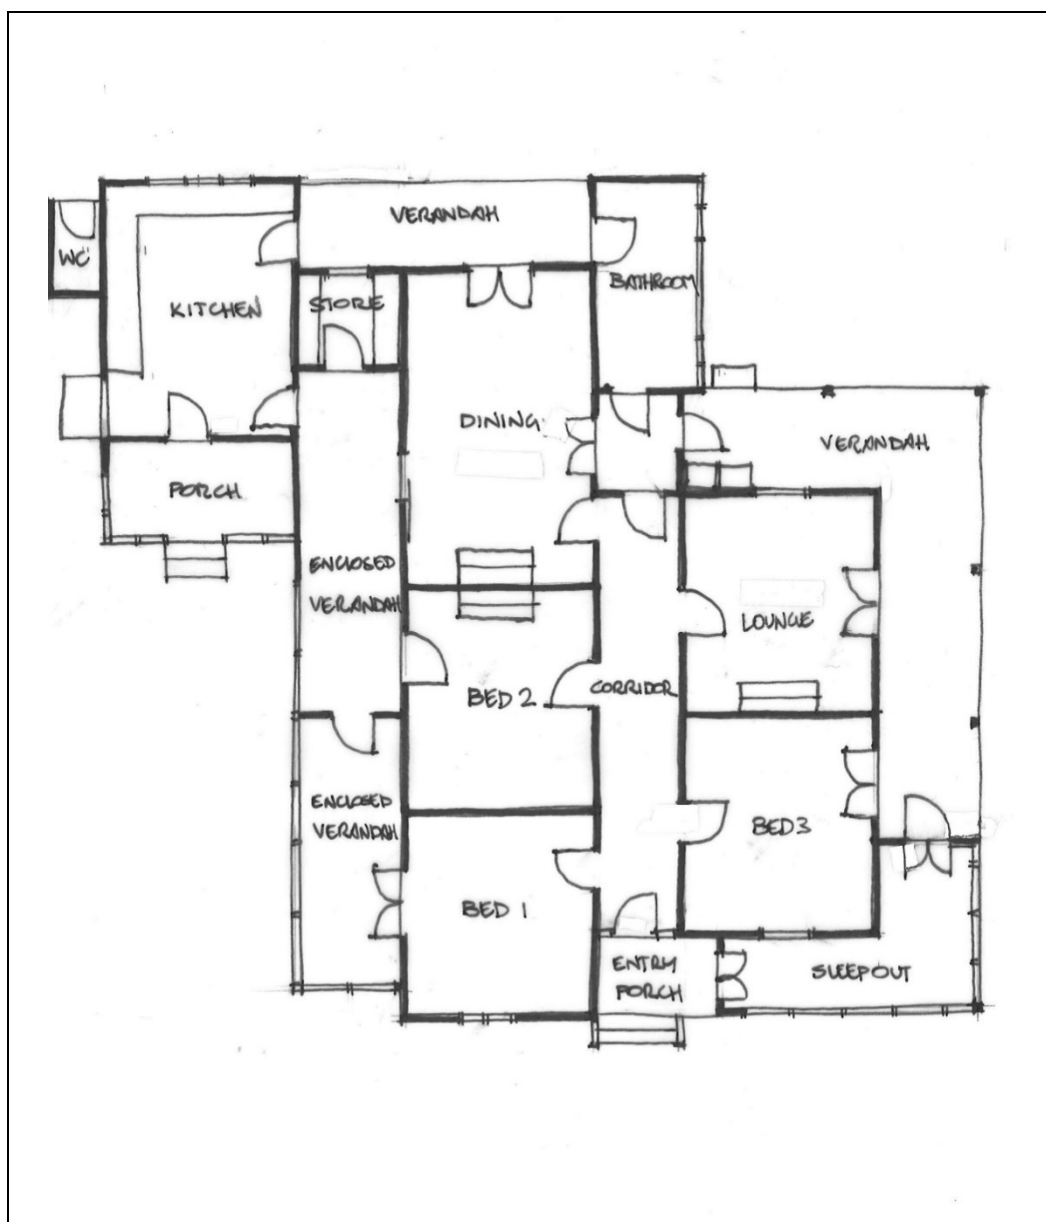 VERANDAH
WC
KITCHEN
STORE
BATHROOM
DINING
VERANDAH
PORCH
ENCLOSED
VERANDAH
LOUNGE
BED 2
CORRIDOR
ENCLOSED
VERANDAH
BED 3
BED 1
ENTRY
PORCH
SLEEPOUT